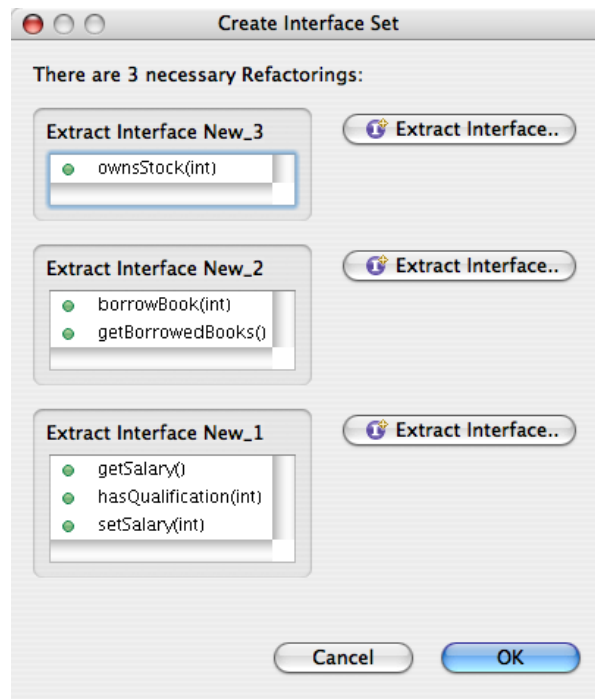 Create Interface Set
There are 3 necessary Refactorings:
Extract Interface New_3
Extract Interface..
ownsStock(int)
Extract Interface New_2
Extract Interface..
borrowBook(int)
getBorrowedBooks()
Extract Interface New_1
Extract Interface..
getSalary()
hasQualification(int)
setSalary(int)
Cancel
OK